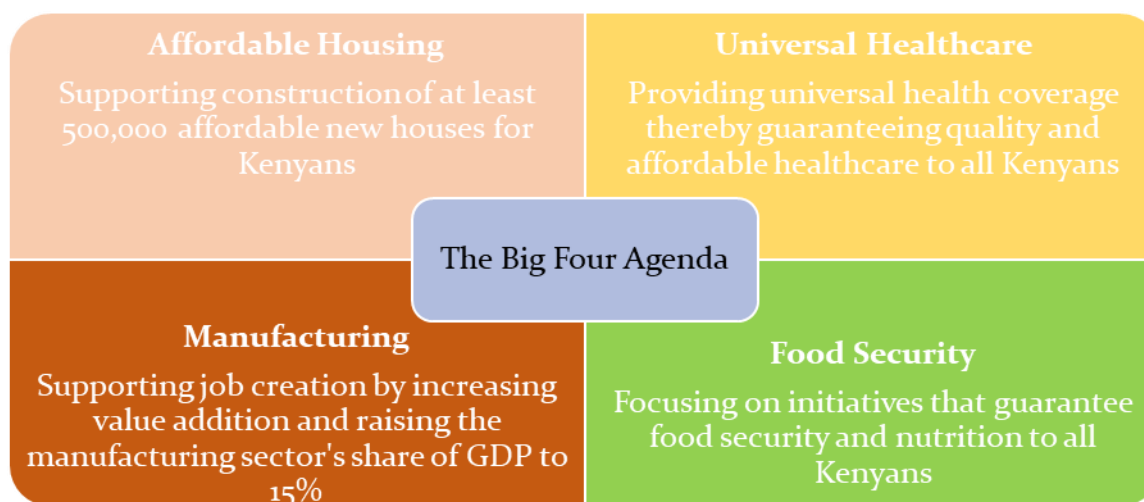 Affordable Housing
Supporting construction of at least
500,000 affordable new houses for
Kenyans
Universal Healthcare
Providing universal health coverage
thereby guaranteeing quality and
affordable healthcare to all Kenyans
The Big Four Agenda
Manufacturing
Supporting job creation by increasing
value addition and raising the
manufacturing sector's share of GDP to
15%
Food Security
Focusing on initiatives that guarantee
food security and nutrition to all
Kenyans